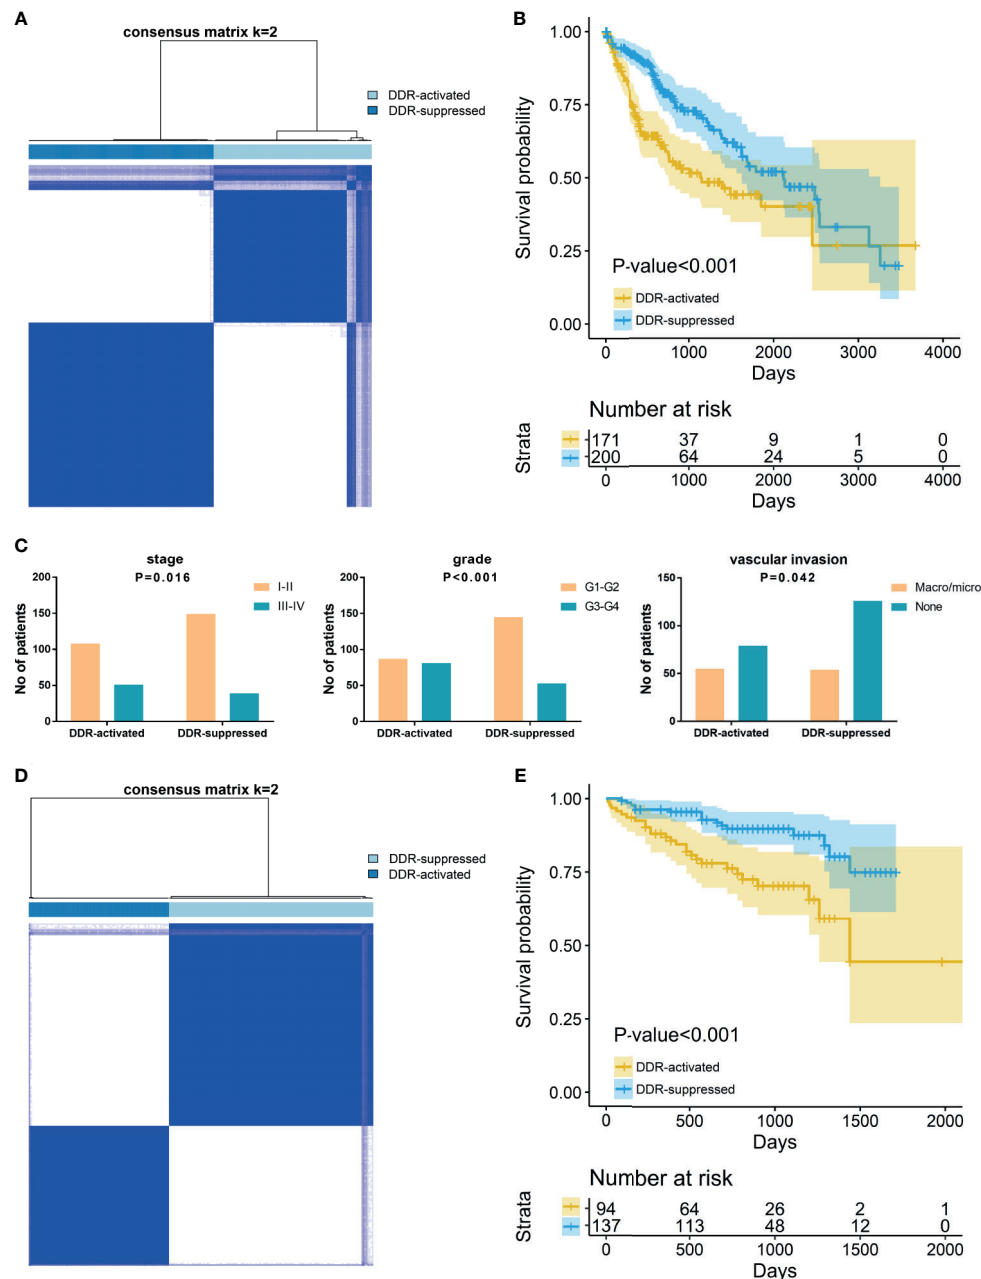 A
consensus matrix k=2
DDR-activated
DDR-suppressed
B
Survival probability
1.00
0.75
0.50
0.25
0.00
P-value<0.001
DDR-activated
DDR-suppressed
0 1000 2000 3000 4000
Days
Number at risk
Strata
171 37 9 1 0
200 64 24 5 0
0 1000 2000 3000 4000
Days
C
stage
P=0.016
No of patients
200
150
100
50
0
I-II
III-IV
DDR-activated DDR-suppressed
grade
P<0.001
No of patients
200
150
100
50
0
G1-G2
G3-G4
DDR-activated DDR-suppressed
vascular invasion
P=0.042
No of patients
150
100
50
0
Macro/micro
None
DDR-activated DDR-suppressed
D
consensus matrix k=2
DDR-suppressed
DDR-activated
E
Survival probability
1.00
0.75
0.50
0.25
0.00
P-value<0.001
DDR-activated
DDR-suppressed
0 500 1000 1500 2000
Days
Number at risk
Strata
94 64 26 2 1
137 113 48 12 0
0 500 1000 1500 2000
Days